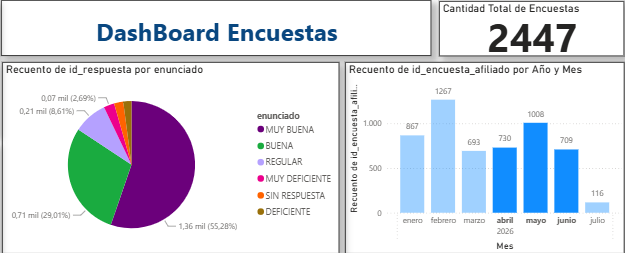 DashBoard Encuestas
Cantidad Total de Encuestas
2447
Recuento de id_respuesta por enunciado
0,07 mil (2,69%)
0,21 mil (8,61%)
0,71 mil (29,01%)
1,36 mil (55,28%)
enunciado
MUY BUENA
BUENA
REGULAR
MUY DEFICIENTE
SIN RESPUESTA
DEFICIENTE
Recuento de id_encuesta_afiliado por Año y Mes
Recuento de id_encuesta_afili...
1.000
500
0
867
1267
693
730
1008
709
116
enero febrero marzo abril mayo junio julio
2026
Mes